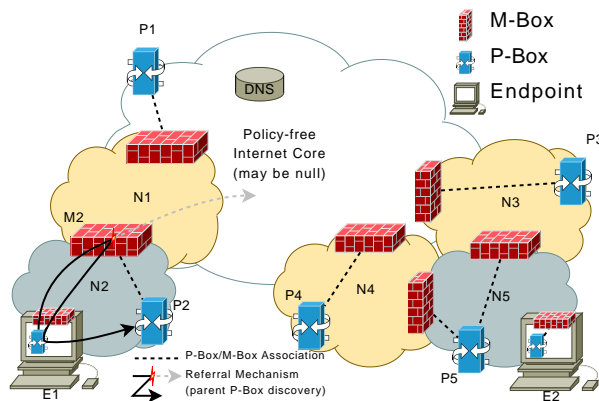 P1
M-Box
P-Box
Endpoint
DNS
Policy-free
Internet Core
(may be null)
P3
N1
N3
M2
N2
P2
P4
N4
N5
P5
E1
E2
P-Box/M-Box Association
Referral Mechanism
(parent P-Box discovery)